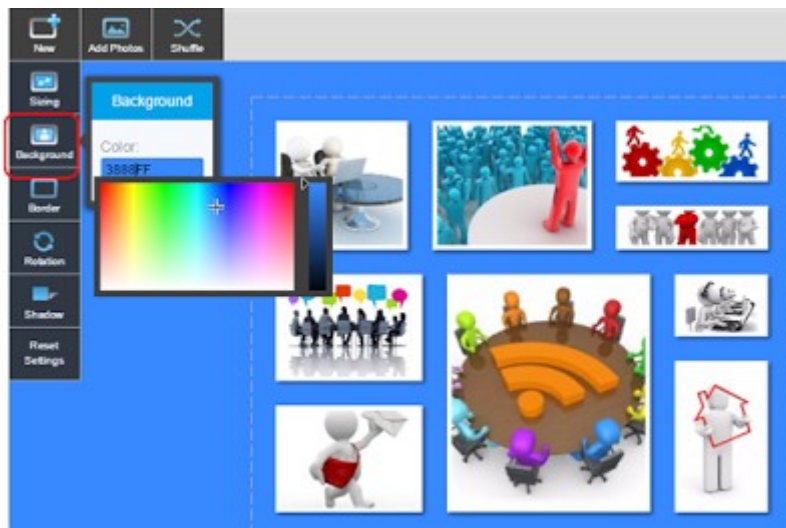 New
Add Photos
Shuffle
Sizing
Background
Border
Rotation
Shadow
Reset
Settings
Background
Color:
3888FF